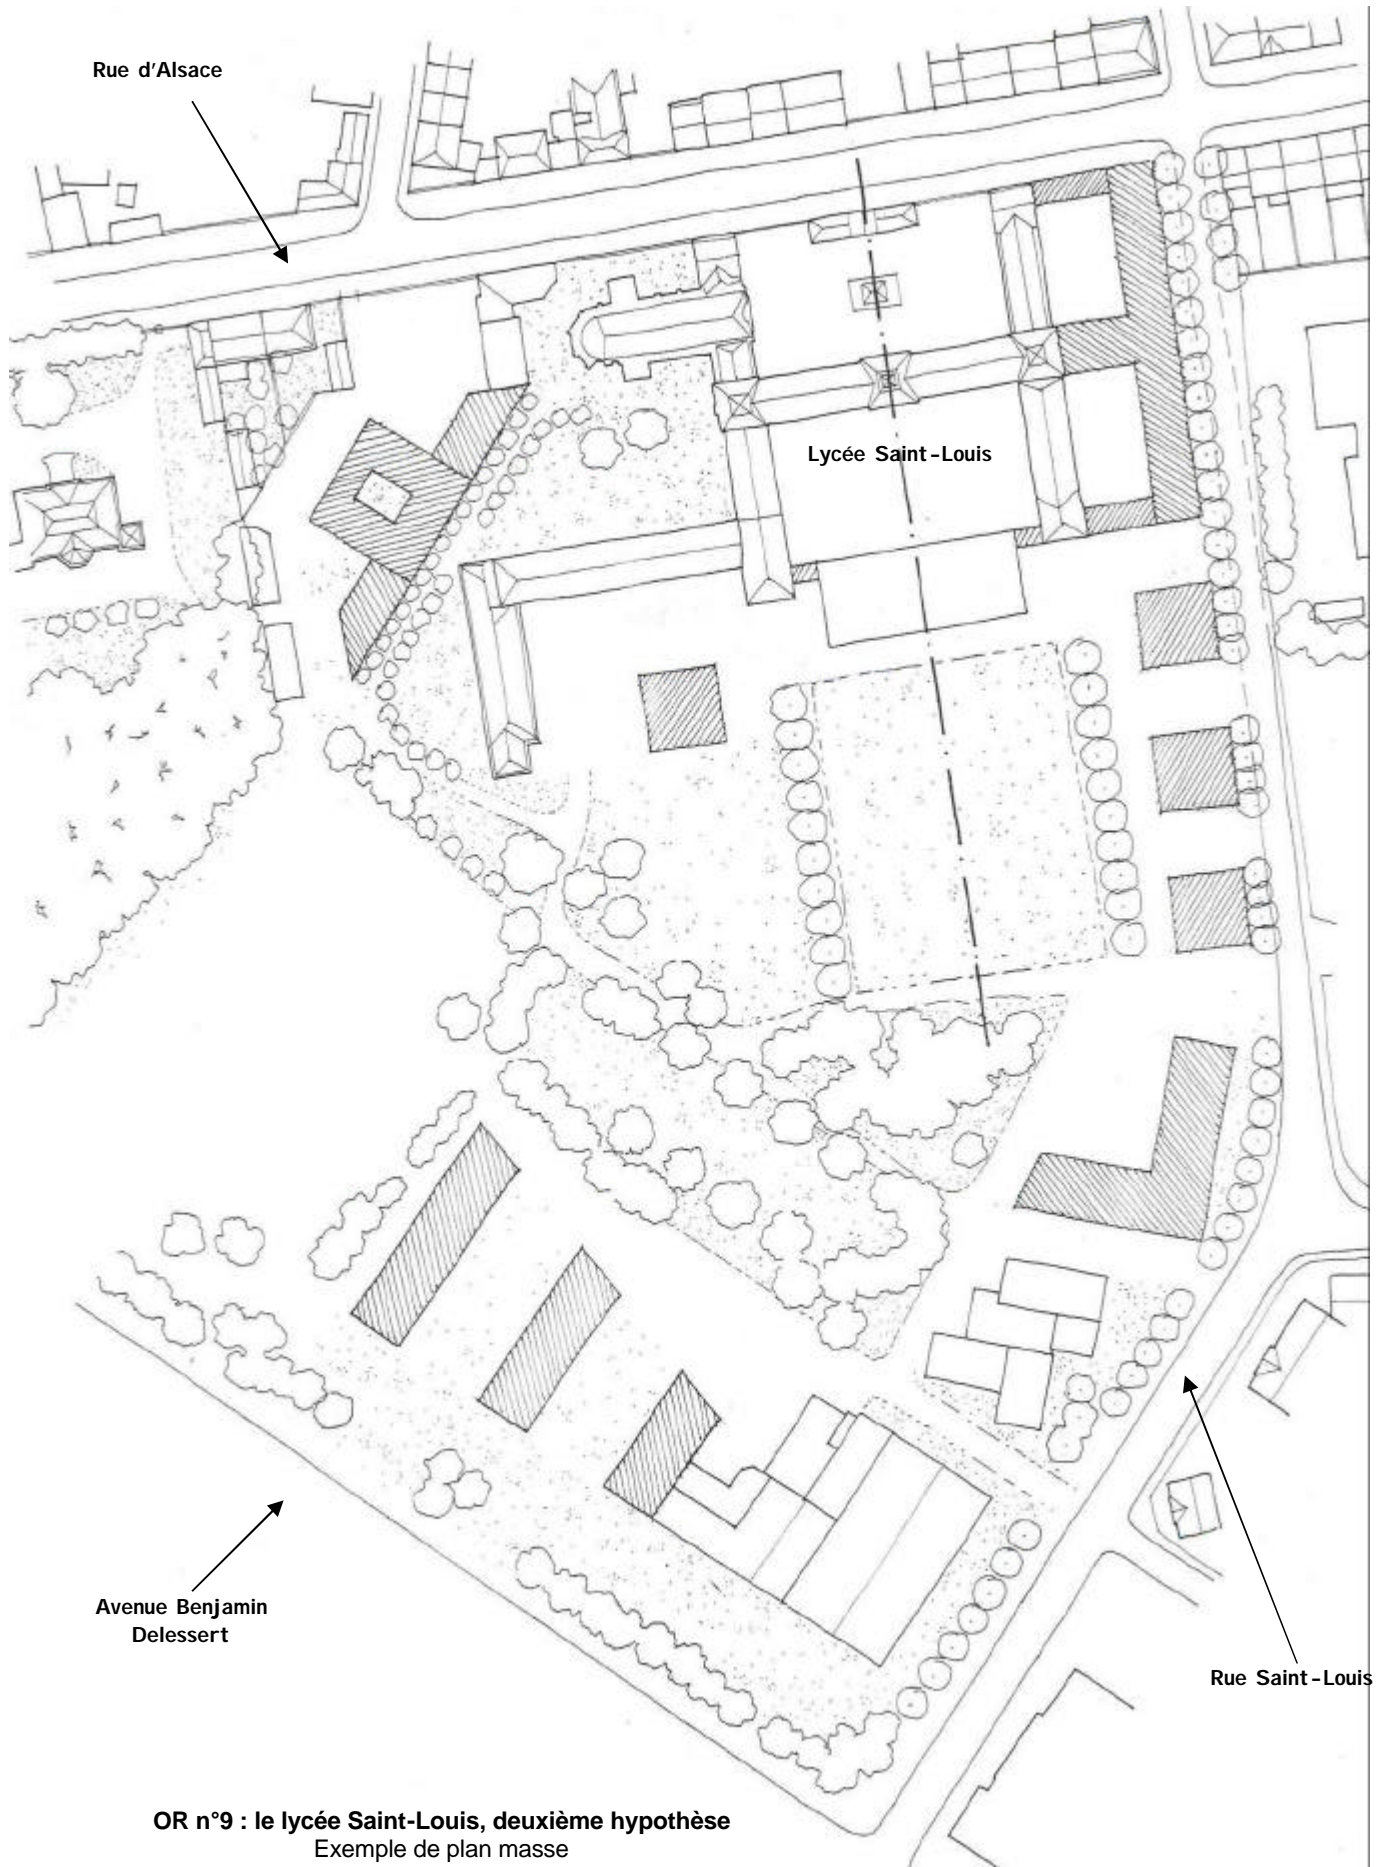 Rue d'Alsace
Lycée Saint-Louis
Avenue Benjamin
Delessert
Rue Saint-Louis
OR n°9 : le lycée Saint-Louis, deuxième hypothèse
Exemple de plan masse